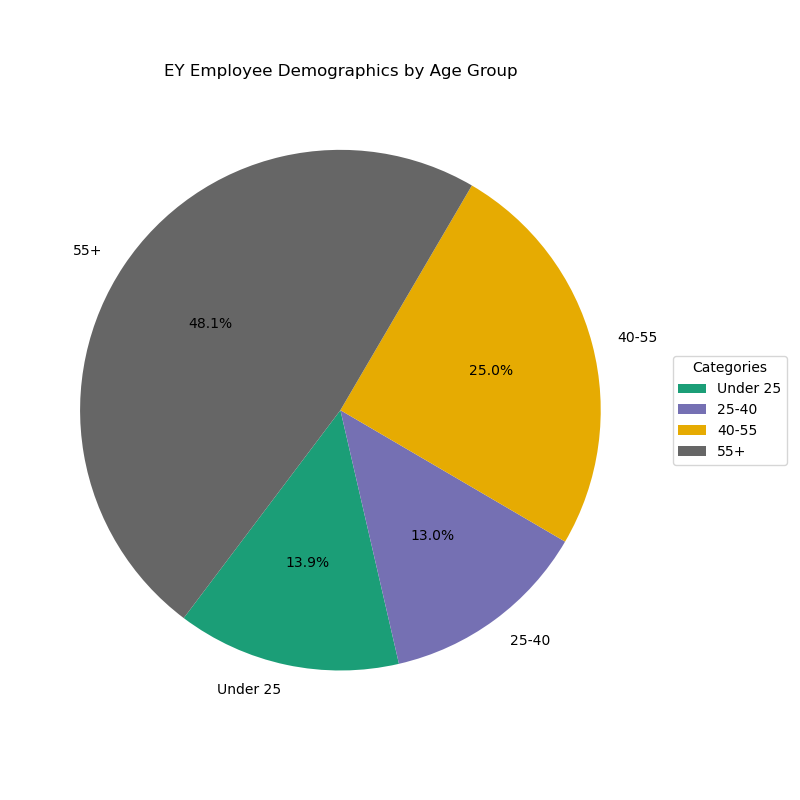 EY Employee Demographics by Age Group
55+
48.1%
40-55
25.0%
Categories
Under 25
25-40
40-55
55+
13.0%
13.9%
25-40
Under 25